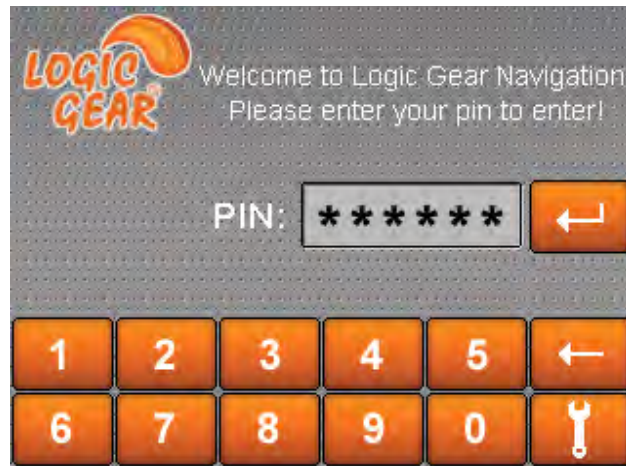 LOGIC
GEAR®
Welcome to Logic Gear Navigation
Please enter your pin to enter!
PIN: ******
1 2 3 4 5
6 7 8 9 0